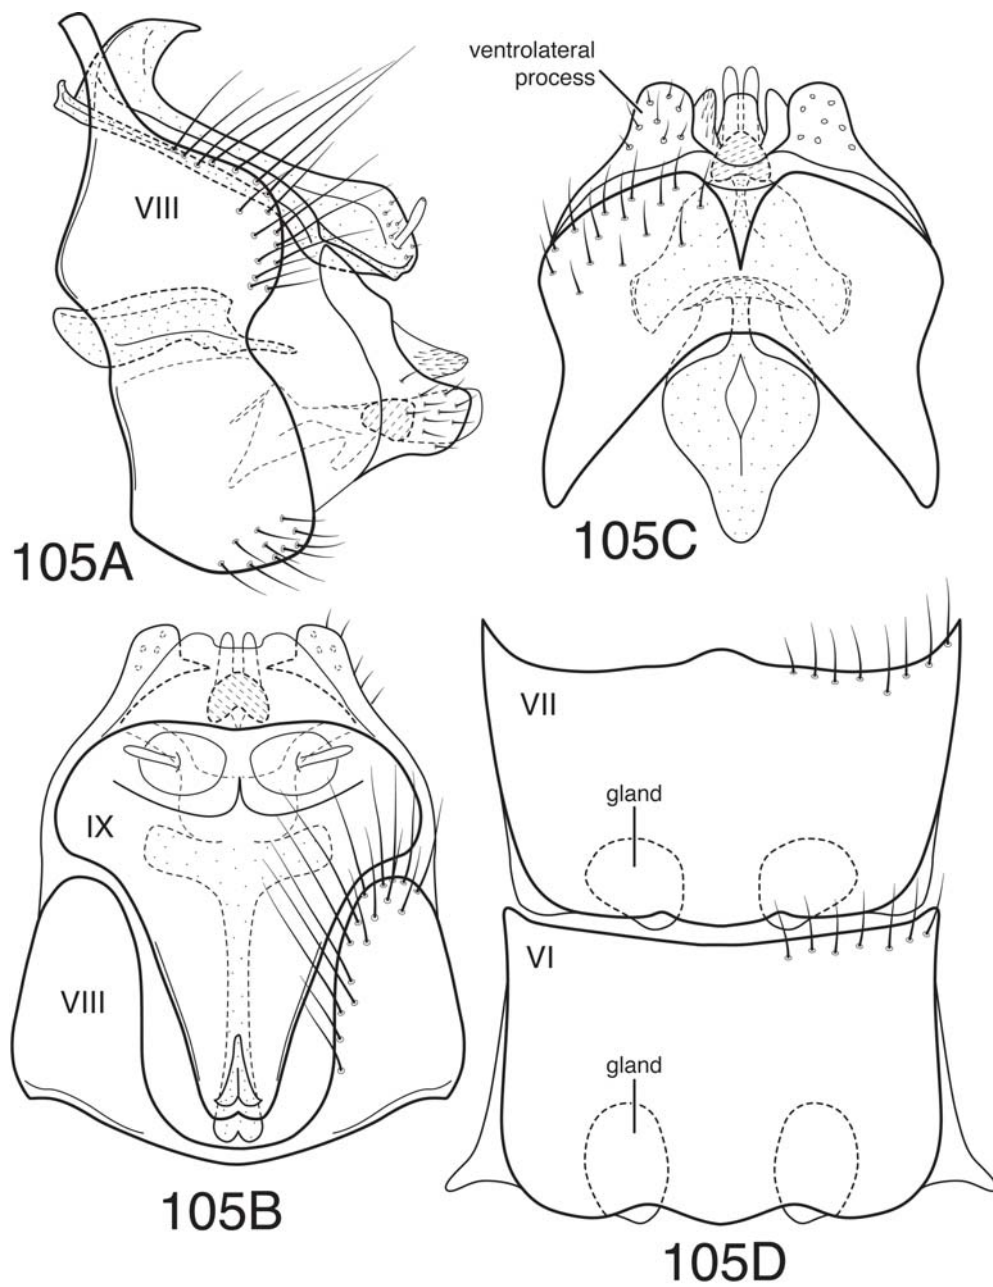 ventrolateral
process
VIII
105A
105C
IX
VIII
105B
VII
gland
VI
gland
105D